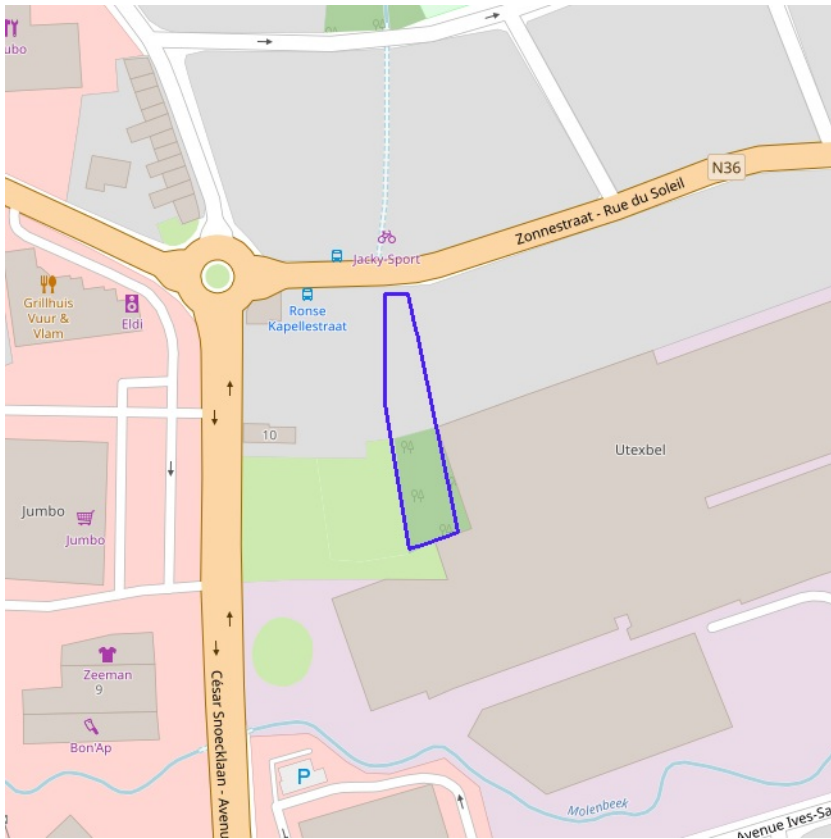 ubo
N36
Zonnestraat - Rue du Soleil
Jacky-Sport
Grillhuis
Vuur &
Vlam
Eldi
Ronse
Kapellestraat
10
Utexbel
Jumbo
Jumbo
Zeeman
9
Bon'Ap
César Snoecklaan - Avenu
P
Molenbeek
Avenue Ives-Sa